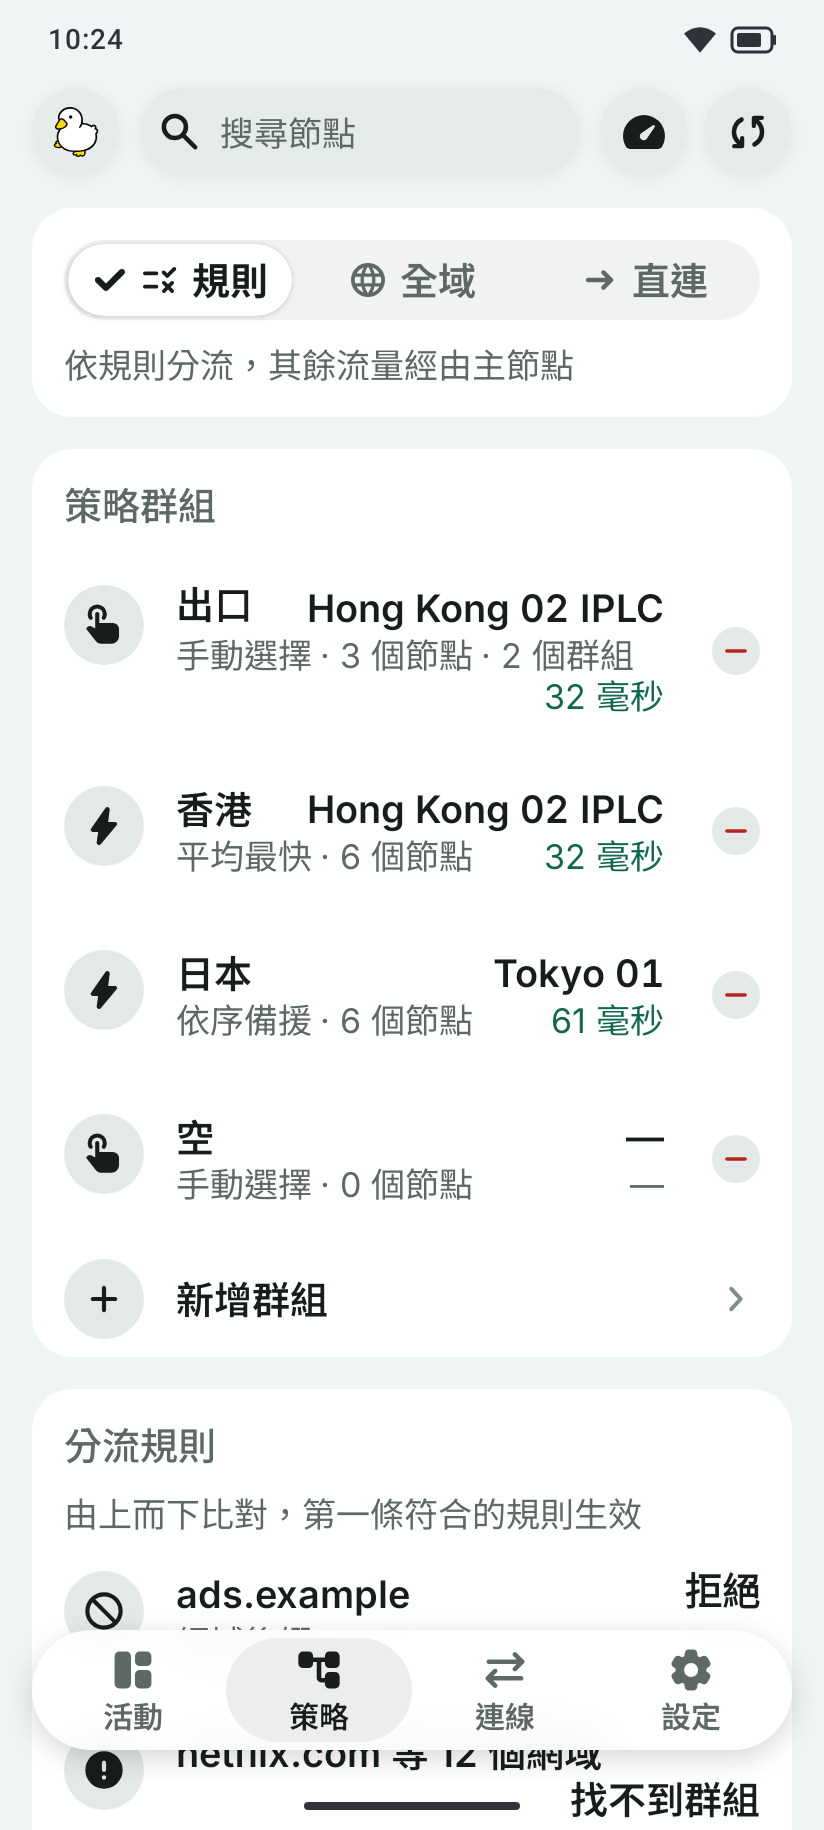 10:24
搜尋節點
規則 全域 直連
依規則分流，其餘流量經由主節點
策略群組
出口 Hong Kong 02 IPLC
手動選擇 · 3 個節點 · 2 個群組
32 毫秒
香港 Hong Kong 02 IPLC
平均最快 · 6 個節點 32 毫秒
日本 Tokyo 01
依序備援 · 6 個節點 61 毫秒
空 —
手動選擇 · 0 個節點 —
新增群組
分流規則
由上而下比對，第一條符合的規則生效
ads.example 拒絕
活動 策略 連線 設定
netflix.com 等 12 個網域
找不到群組